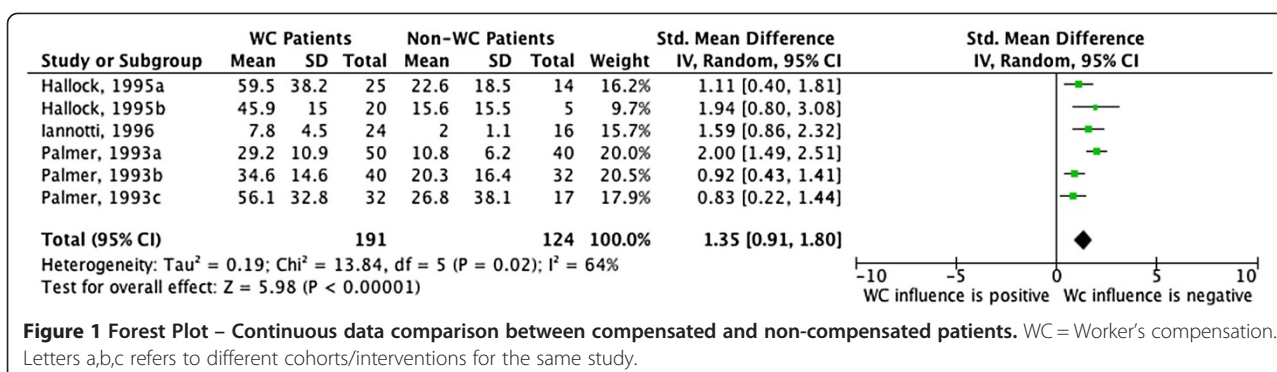 WC Patients Non-WC Patients Std. Mean Difference Std. Mean Difference
Study or Subgroup Mean SD Total Mean SD Total Weight IV, Random, 95% CI IV, Random, 95% CI
Hallock, 1995a 59.5 38.2 25 22.6 18.5 14 16.2% 1.11 [0.40, 1.81]
Hallock, 1995b 45.9 15 20 15.6 15.5 5 9.7% 1.94 [0.80, 3.08]
Iannotti, 1996 7.8 4.5 24 2 1.1 16 15.7% 1.59 [0.86, 2.32]
Palmer, 1993a 29.2 10.9 50 10.8 6.2 40 20.0% 2.00 [1.49, 2.51]
Palmer, 1993b 34.6 14.6 40 20.3 16.4 32 20.5% 0.92 [0.43, 1.41]
Palmer, 1993c 56.1 32.8 32 26.8 38.1 17 17.9% 0.83 [0.22, 1.44]
Total (95% CI) 191 124 100.0% 1.35 [0.91, 1.80]
Heterogeneity: Tau² = 0.19; Chi² = 13.84, df = 5 (P = 0.02); I² = 64%
Test for overall effect: Z = 5.98 (P < 0.00001)
-10 -5 0 5 10
WC influence is positive Wc influence is negative
Figure 1 Forest Plot – Continuous data comparison between compensated and non-compensated patients. WC = Worker's compensation.
Letters a,b,c refers to different cohorts/interventions for the same study.